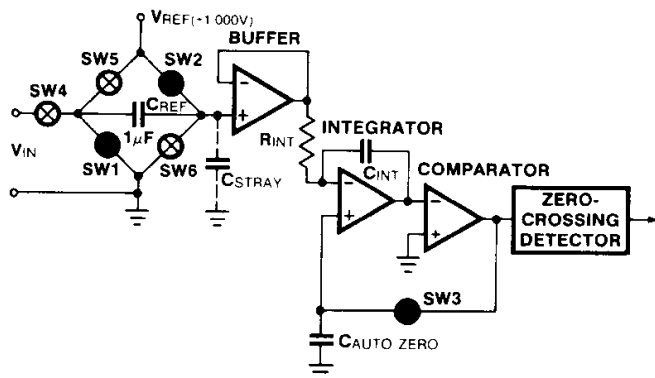 VREF(+1.000V)
BUFFER
SW5
SW2
SW4
CREF
1μF
VIN
SW1
SW6
CSTRAY
-
+
RINT
INTEGRATOR
CINT
-
+
COMPARATOR
-
+
ZERO-
CROSSING
DETECTOR
SW3
CAUTO ZERO